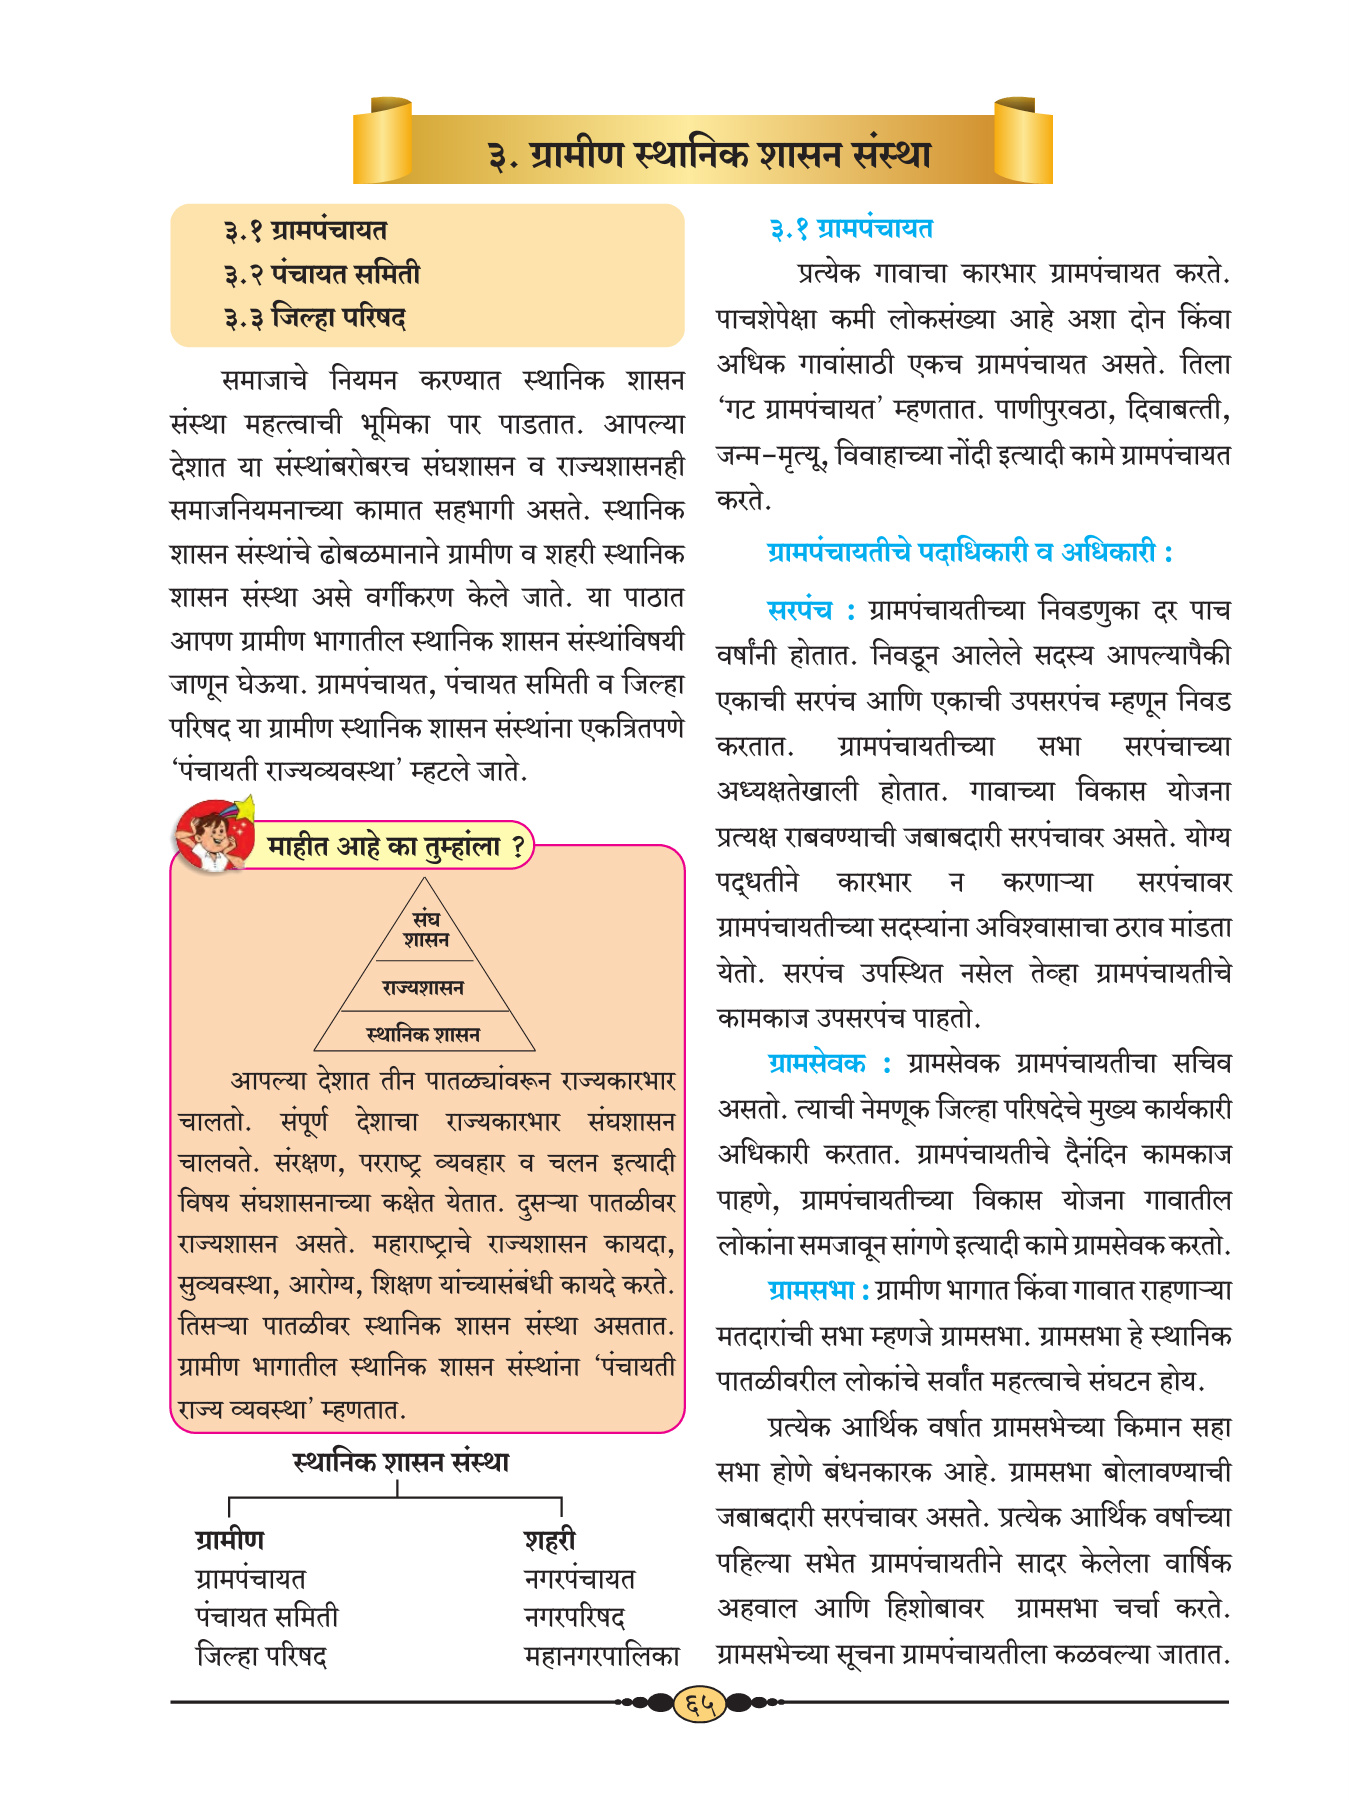 ३. ग्रामीण स्थानिक शासन संस्था
३.१ ग्रामपंचायत
३.२ पंचायत समिती
३.३ जिल्हा परिषद
समाजाचे नियमन करण्यात स्थानिक शासन
संस्था महत्त्वाची भूमिका पार पाडतात. आपल्या
देशात या संस्थांबरोबरच संघशासन व राज्यशासनही
समाजनियमनाच्या कामात सहभागी असते. स्थानिक
शासन संस्थांचे ढोबळमानाने ग्रामीण व शहरी स्थानिक
शासन संस्था असे वर्गीकरण केले जाते. या पाठात
आपण ग्रामीण भागातील स्थानिक शासन संस्थांविषयी
जाणून घेऊया. ग्रामपंचायत, पंचायत समिती व जिल्हा
परिषद या ग्रामीण स्थानिक शासन संस्थांना एकत्रितपणे
‘पंचायती राज्यव्यवस्था’ म्हटले जाते.
माहीत आहे का तुम्हांला ?
संघ
शासन
राज्यशासन
स्थानिक शासन
आपल्या देशात तीन पातळ्यांवरून राज्यकारभार
चालतो. संपूर्ण देशाचा राज्यकारभार संघशासन
चालवते. संरक्षण, परराष्ट्र व्यवहार व चलन इत्यादी
विषय संघशासनाच्या कक्षेत येतात. दुसऱ्या पातळीवर
राज्यशासन असते. महाराष्ट्राचे राज्यशासन कायदा,
सुव्यवस्था, आरोग्य, शिक्षण यांच्यासंबंधी कायदे करते.
तिसऱ्या पातळीवर स्थानिक शासन संस्था असतात.
ग्रामीण भागातील स्थानिक शासन संस्थांना ‘पंचायती
राज्य व्यवस्था’ म्हणतात.
स्थानिक शासन संस्था
ग्रामीण शहरी
ग्रामपंचायत नगरपंचायत
पंचायत समिती नगरपरिषद
जिल्हा परिषद महानगरपालिका
३.१ ग्रामपंचायत
प्रत्येक गावाचा कारभार ग्रामपंचायत करते.
पाचशेपेक्षा कमी लोकसंख्या आहे अशा दोन किंवा
अधिक गावांसाठी एकच ग्रामपंचायत असते. तिला
‘गट ग्रामपंचायत’ म्हणतात. पाणीपुरवठा, दिवाबत्ती,
जन्म-मृत्यू, विवाहाच्या नोंदी इत्यादी कामे ग्रामपंचायत
करते.
ग्रामपंचायतीचे पदाधिकारी व अधिकारी :
सरपंच : ग्रामपंचायतीच्या निवडणुका दर पाच
वर्षांनी होतात. निवडून आलेले सदस्य आपल्यापैकी
एकाची सरपंच आणि एकाची उपसरपंच म्हणून निवड
करतात. ग्रामपंचायतीच्या सभा सरपंचाच्या
अध्यक्षतेखाली होतात. गावाच्या विकास योजना
प्रत्यक्ष राबवण्याची जबाबदारी सरपंचावर असते. योग्य
पद्धतीने कारभार न करणाऱ्या सरपंचावर
ग्रामपंचायतीच्या सदस्यांना अविश्वासाचा ठराव मांडता
येतो. सरपंच उपस्थित नसेल तेव्हा ग्रामपंचायतीचे
कामकाज उपसरपंच पाहतो.
ग्रामसेवक : ग्रामसेवक ग्रामपंचायतीचा सचिव
असतो. त्याची नेमणूक जिल्हा परिषदेचे मुख्य कार्यकारी
अधिकारी करतात. ग्रामपंचायतीचे दैनंदिन कामकाज
पाहणे, ग्रामपंचायतीच्या विकास योजना गावातील
लोकांना समजावून सांगणे इत्यादी कामे ग्रामसेवक करतो.
ग्रामसभा : ग्रामीण भागात किंवा गावात राहणाऱ्या
मतदारांची सभा म्हणजे ग्रामसभा. ग्रामसभा हे स्थानिक
पातळीवरील लोकांचे सर्वांत महत्त्वाचे संघटन होय.
प्रत्येक आर्थिक वर्षात ग्रामसभेच्या किमान सहा
सभा होणे बंधनकारक आहे. ग्रामसभा बोलावण्याची
जबाबदारी सरपंचावर असते. प्रत्येक आर्थिक वर्षाच्या
पहिल्या सभेत ग्रामपंचायतीने सादर केलेला वार्षिक
अहवाल आणि हिशोबावर ग्रामसभा चर्चा करते.
ग्रामसभेच्या सूचना ग्रामपंचायतीला कळवल्या जातात.
६५